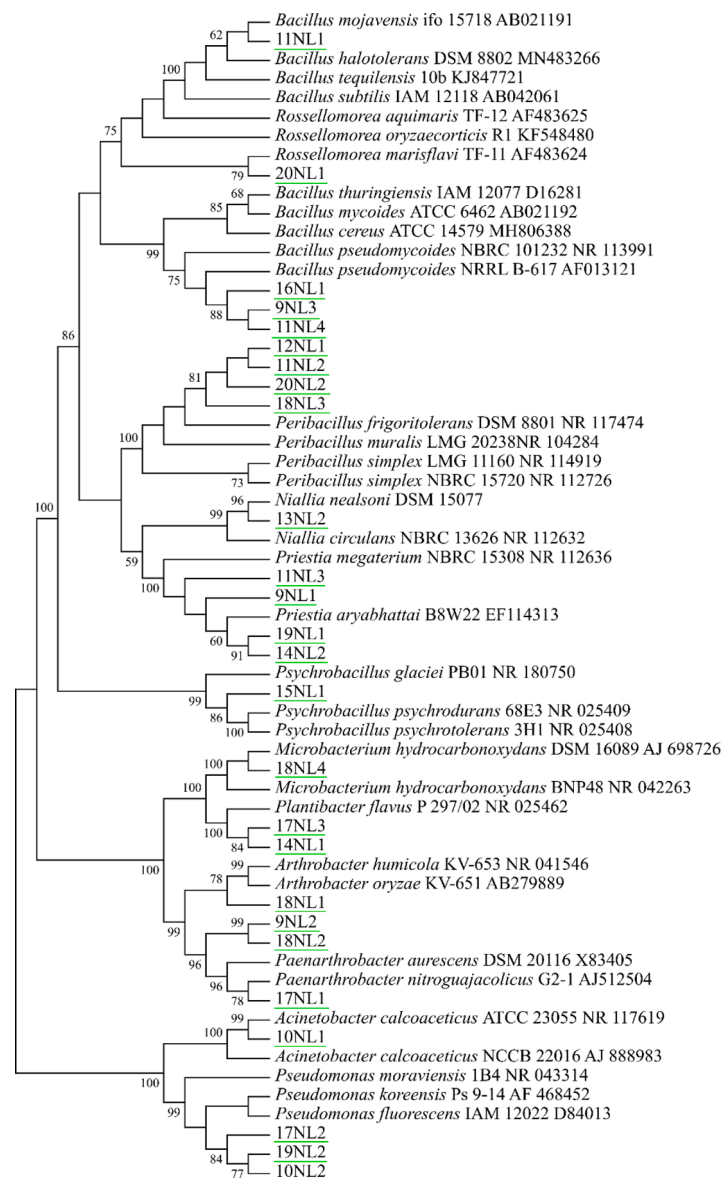 Bacillus mojavensis ifo 15718 AB021191
62
11NL1
Bacillus halotolerans DSM 8802 MN483266
100
Bacillus tequilensis 10b KJ847721
Bacillus subtilis IAM 12118 AB042061
Rossellomorea aquimaris TF-12 AF483625
75
Rossellomorea oryzaecorticis R1 KF548480
Rossellomorea marisflavi TF-11 AF483624
79
20NL1
68
Bacillus thuringiensis IAM 12077 D16281
85
Bacillus mycoides ATCC 6462 AB021192
Bacillus cereus ATCC 14579 MH806388
99
Bacillus pseudomycoides NBRC 101232 NR 113991
75
Bacillus pseudomycoides NRRL B-617 AF013121
16NL1
88
9NL3
11NL4
86
12NL1
11NL2
81
20NL2
18NL3
Peribacillus frigoritolerans DSM 8801 NR 117474
100
Peribacillus muralis LMG 20238NR 104284
Peribacillus simplex LMG 11160 NR 114919
73
Peribacillus simplex NBRC 15720 NR 112726
96
Niallia nealsoni DSM 15077
100
99
13NL2
Niallia circulans NBRC 13626 NR 112632
59
Priestia megaterium NBRC 15308 NR 112636
100
11NL3
9NL1
Priestia aryabhattai B8W22 EF114313
60
19NL1
91
14NL2
Psychrobacillus glaciei PB01 NR 180750
99
15NL1
86
Psychrobacillus psychrodurans 68E3 NR 025409
100
Psychrobacillus psychrotolerans 3H1 NR 025408
Microbacterium hydrocarbonoxydans DSM 16089 AJ 698726
100
18NL4
100
Microbacterium hydrocarbonoxydans BNP48 NR 042263
Plantibacter flavus P 297/02 NR 025462
100
17NL3
84
14NL1
99
Arthrobacter humicola KV-653 NR 041546
100
78
Arthrobacter oryzae KV-651 AB279889
18NL1
99
9NL2
99
18NL2
96
Paenarthrobacter aurescens DSM 20116 X83405
96
Paenarthrobacter nitroguajacolicus G2-1 AJ512504
78
17NL1
99
Acinetobacter calcoaceticus ATCC 23055 NR 117619
100
10NL1
Acinetobacter calcoaceticus NCCB 22016 AJ 888983
100
Pseudomonas moraviensis 1B4 NR 043314
99
Pseudomonas koreensis Ps 9-14 AF 468452
Pseudomonas fluorescens IAM 12022 D84013
17NL2
84
19NL2
77
10NL2